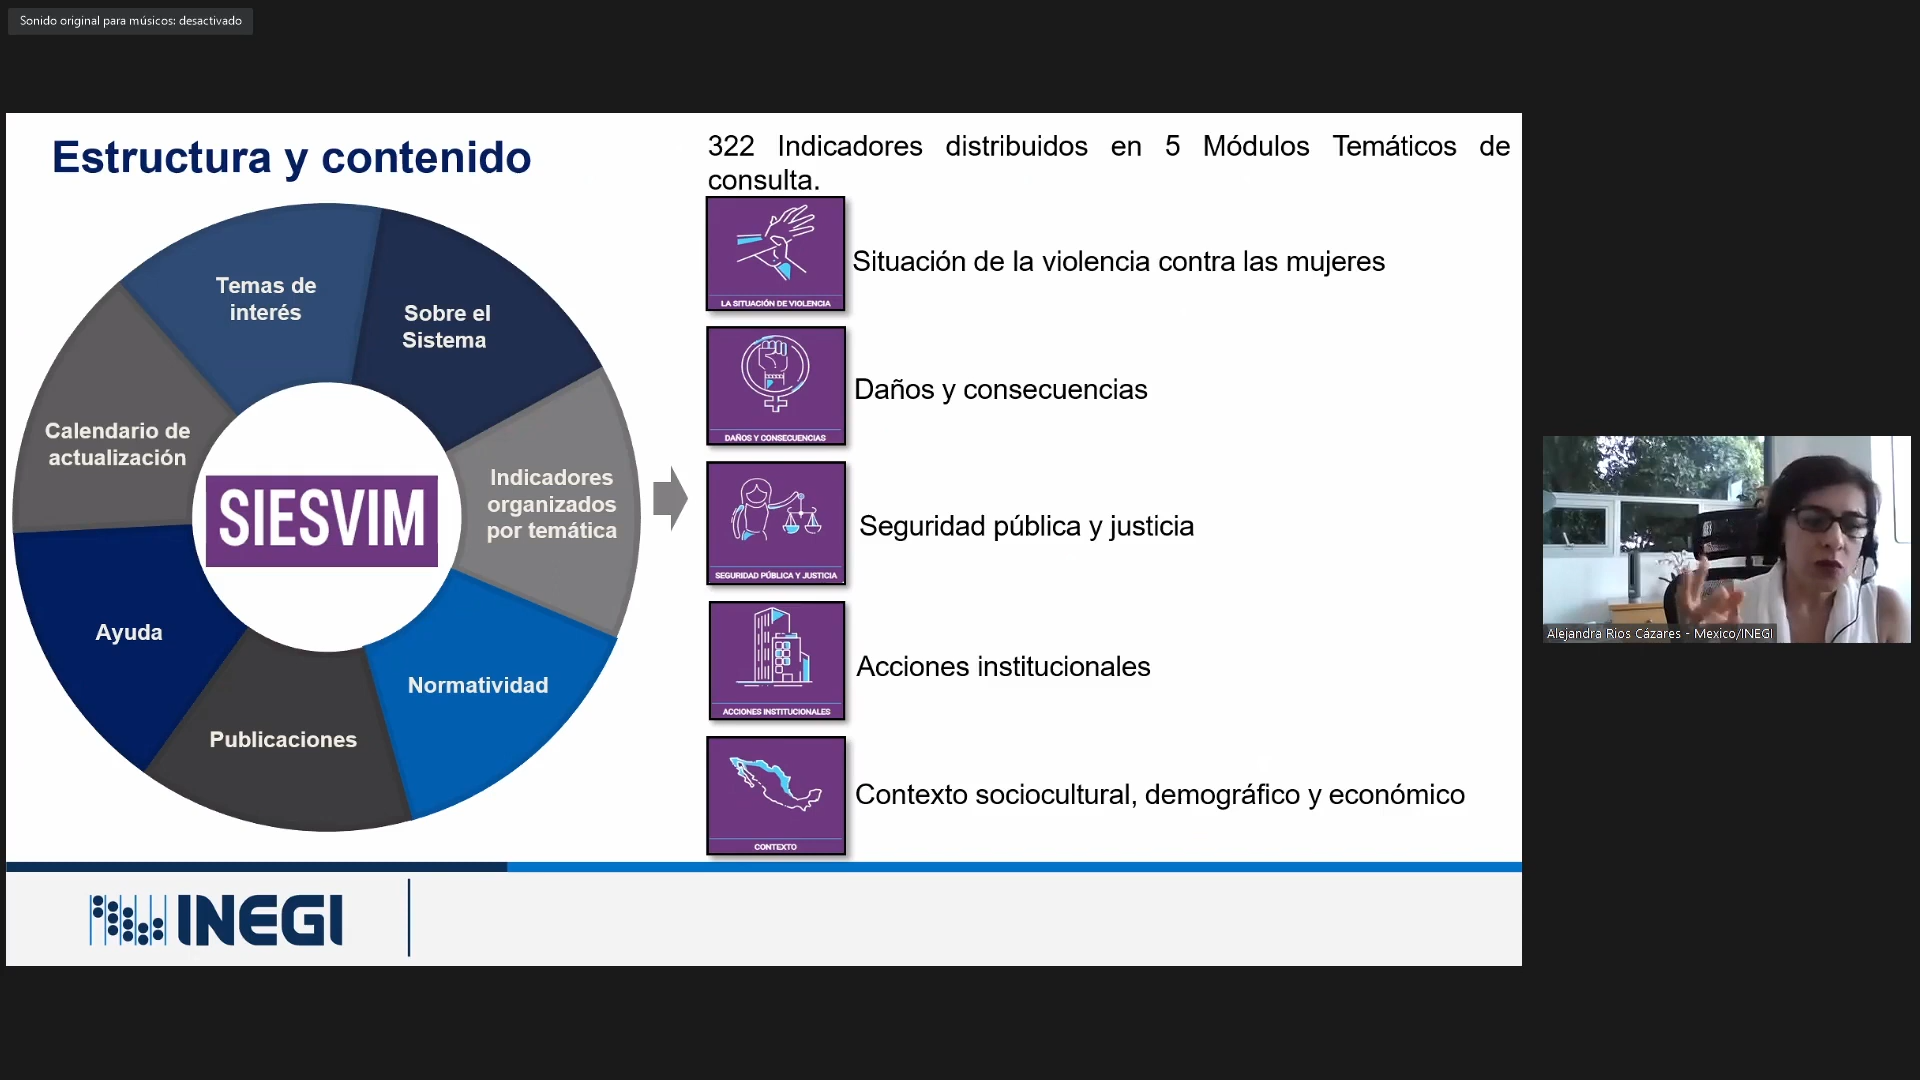 Sonido original para músicos: desactivado
Estructura y contenido
322 Indicadores distribuidos en 5 Módulos Temáticos de
consulta.
Temas de
interés
Sobre el
Sistema
Calendario de
actualización
Indicadores
organizados
por temática
SIESVIM
Ayuda
Normatividad
Publicaciones
LA SITUACIÓN DE VIOLENCIA
Situación de la violencia contra las mujeres
DAÑOS Y CONSECUENCIAS
Daños y consecuencias
SEGURIDAD PÚBLICA Y JUSTICIA
Seguridad pública y justicia
ACCIONES INSTITUCIONALES
Acciones institucionales
CONTEXTO
Contexto sociocultural, demográfico y económico
INEGI
Alejandra Ríos Cázares - Mexico/INEGI